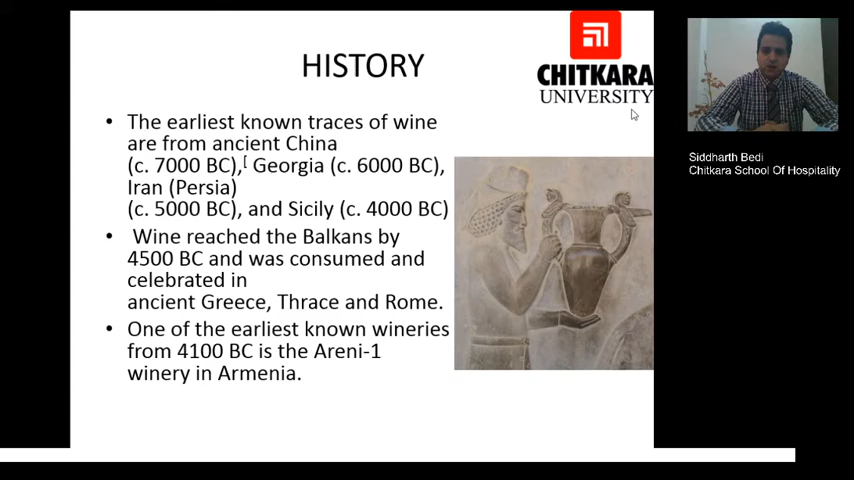 HISTORY
CHITKARA
UNIVERSITY
• The earliest known traces of wine
are from ancient China
(c. 7000 BC),[ Georgia (c. 6000 BC),
Iran (Persia)
(c. 5000 BC), and Sicily (c. 4000 BC)
• Wine reached the Balkans by
4500 BC and was consumed and
celebrated in
ancient Greece, Thrace and Rome.
• One of the earliest known wineries
from 4100 BC is the Areni-1
winery in Armenia.
Siddharth Bedi
Chitkara School Of Hospitality